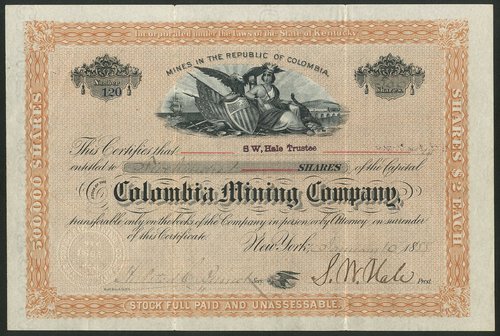 Incorporated under the laws of the State of Kentucky
MINES IN THE REPUBLIC OF COLOMBIA.
Number
120
Shares.
This Certifies that S W. Hale Trustee
entitled to SHARES of the Capital
Colombia Mining Company,
transferable only on the books of the Company in person or by Attorney on surrender
of this Certificate.
New York, 10 188
Secy.
S. W. Hale Prest
STOCK FULL PAID AND UNASSESSABLE.
500,000 SHARES
SHARES $2 EACH